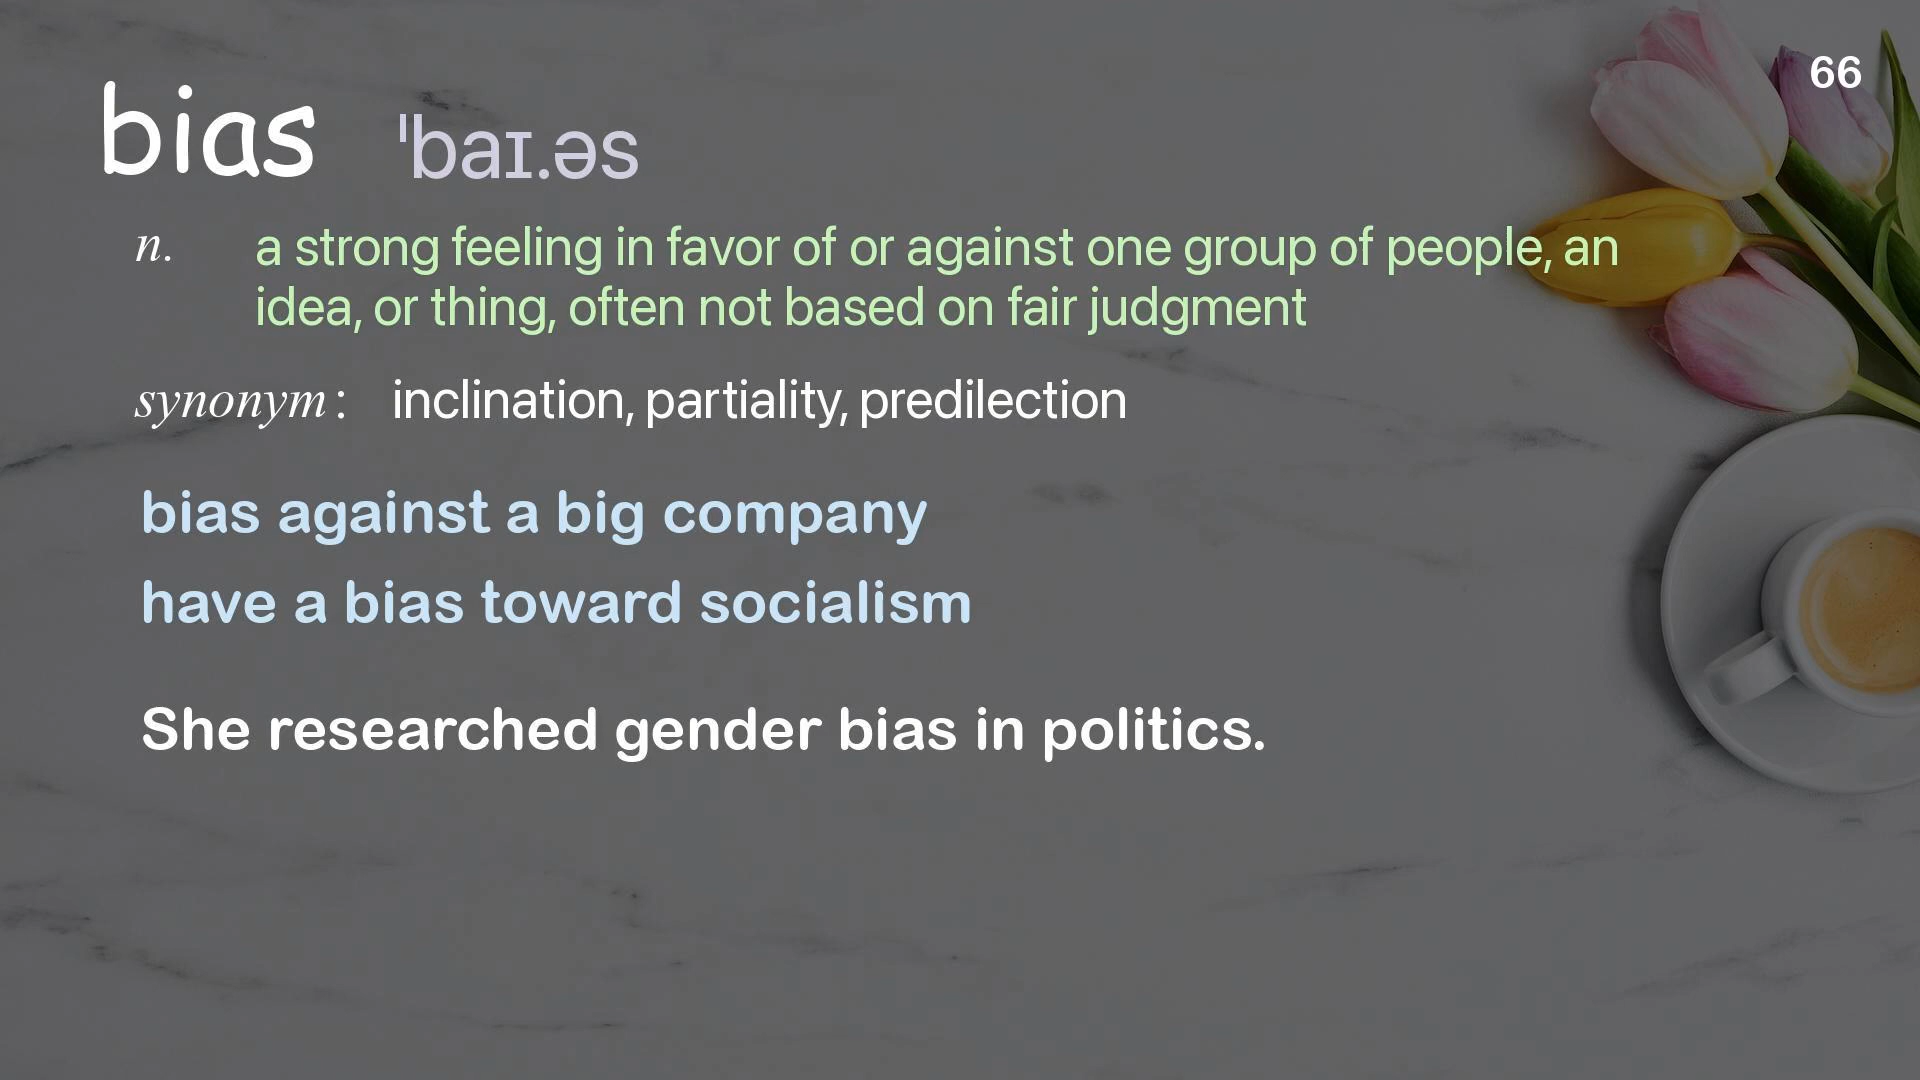 66
bias ˈbaɪ.əs
n. a strong feeling in favor of or against one group of people, an
idea, or thing, often not based on fair judgment
synonym : inclination, partiality, predilection
bias against a big company
have a bias toward socialism
She researched gender bias in politics.